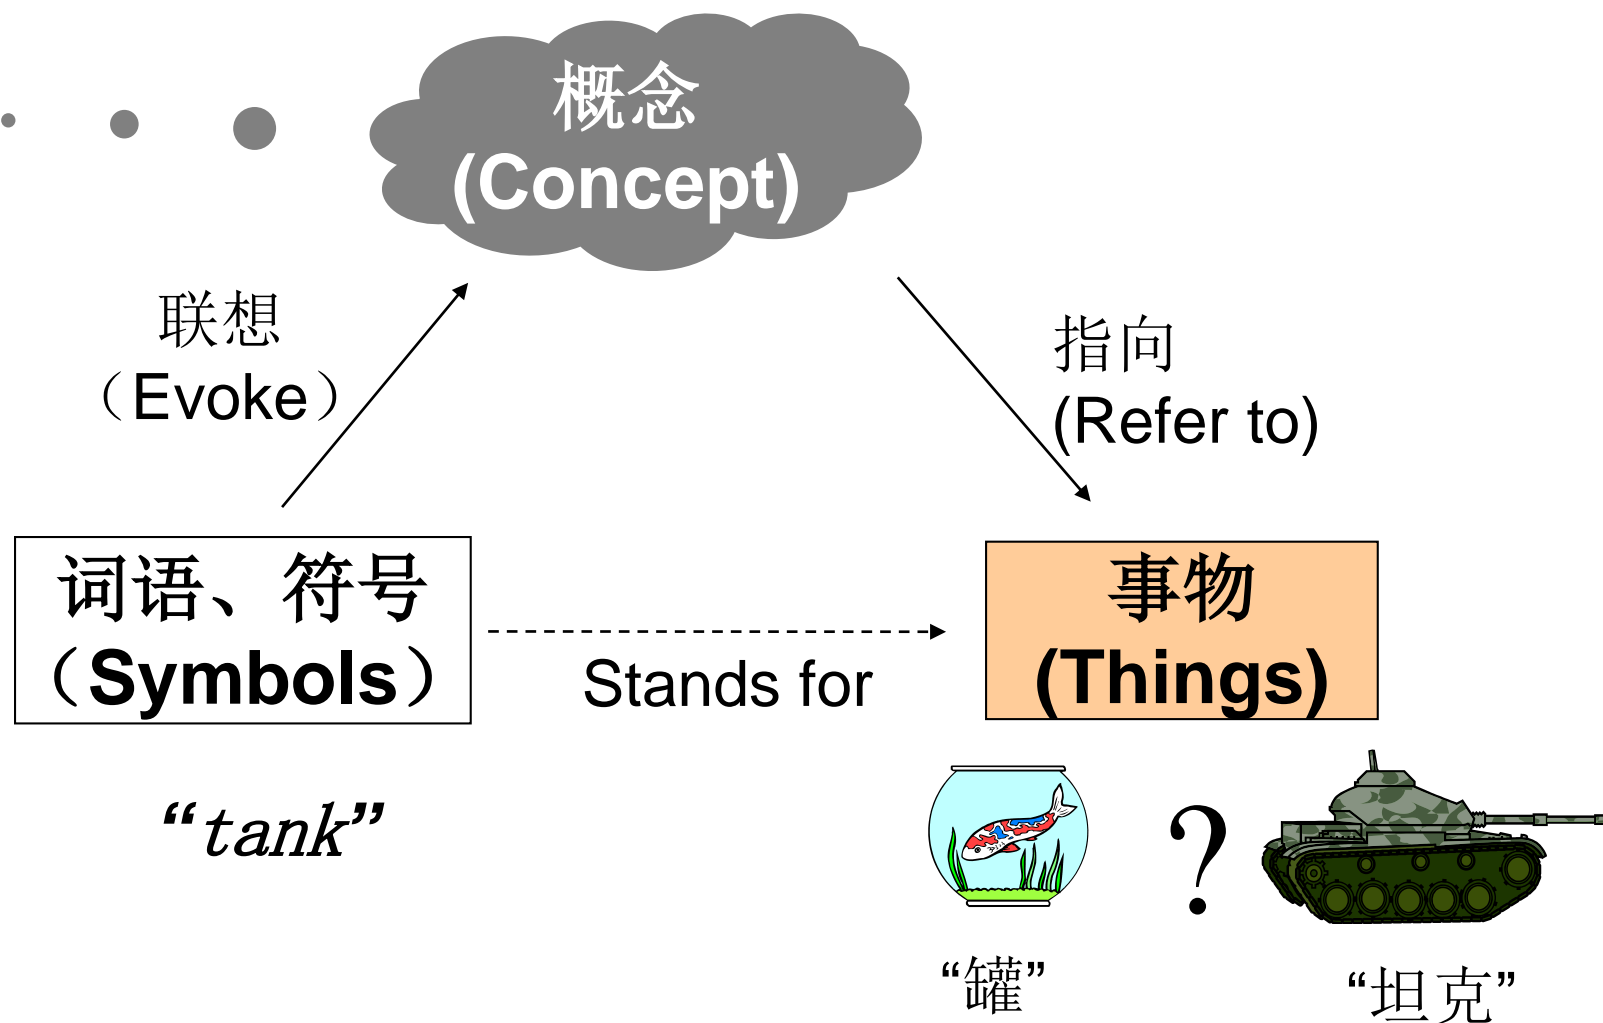 概念
(Concept)
联想
（Evoke）
指向
(Refer to)
词语、符号
（Symbols）
Stands for
事物
(Things)
“tank”
?
“罐”
“坦克”